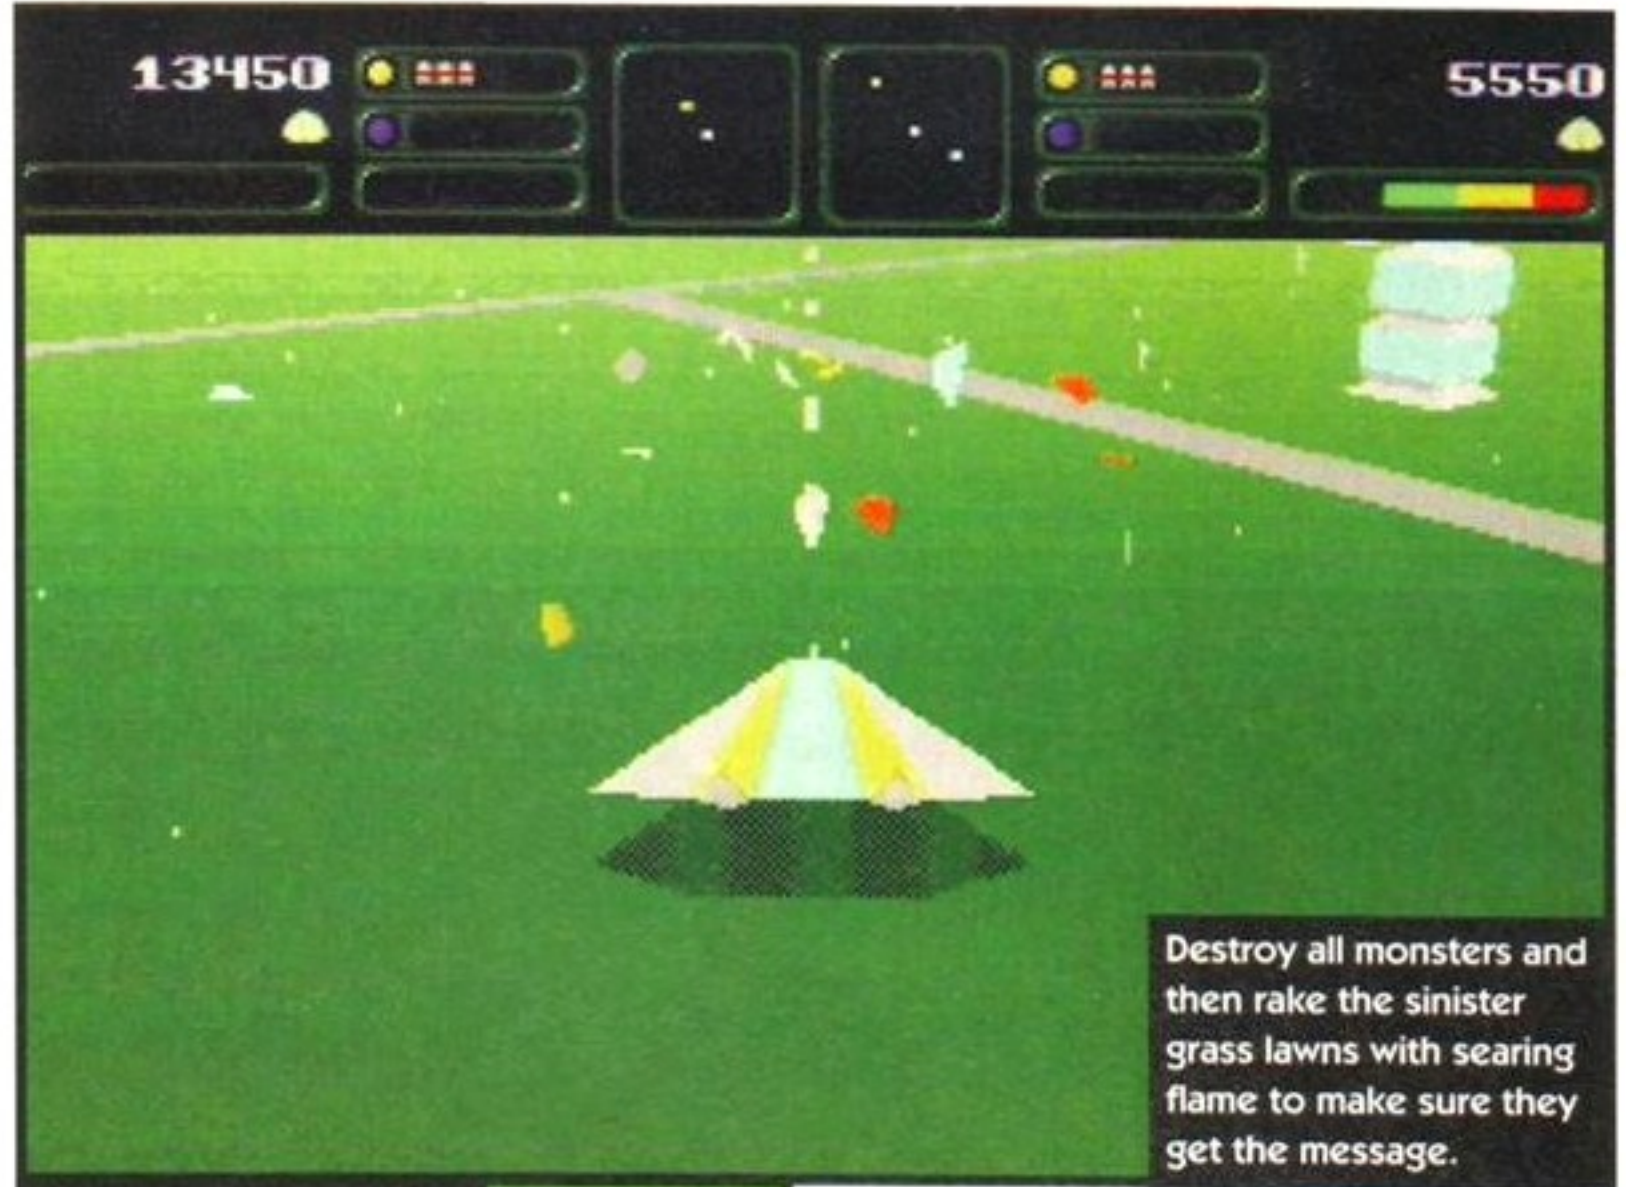 13450
5550
Destroy all monsters and
then rake the sinister
grass lawns with searing
flame to make sure they
get the message.